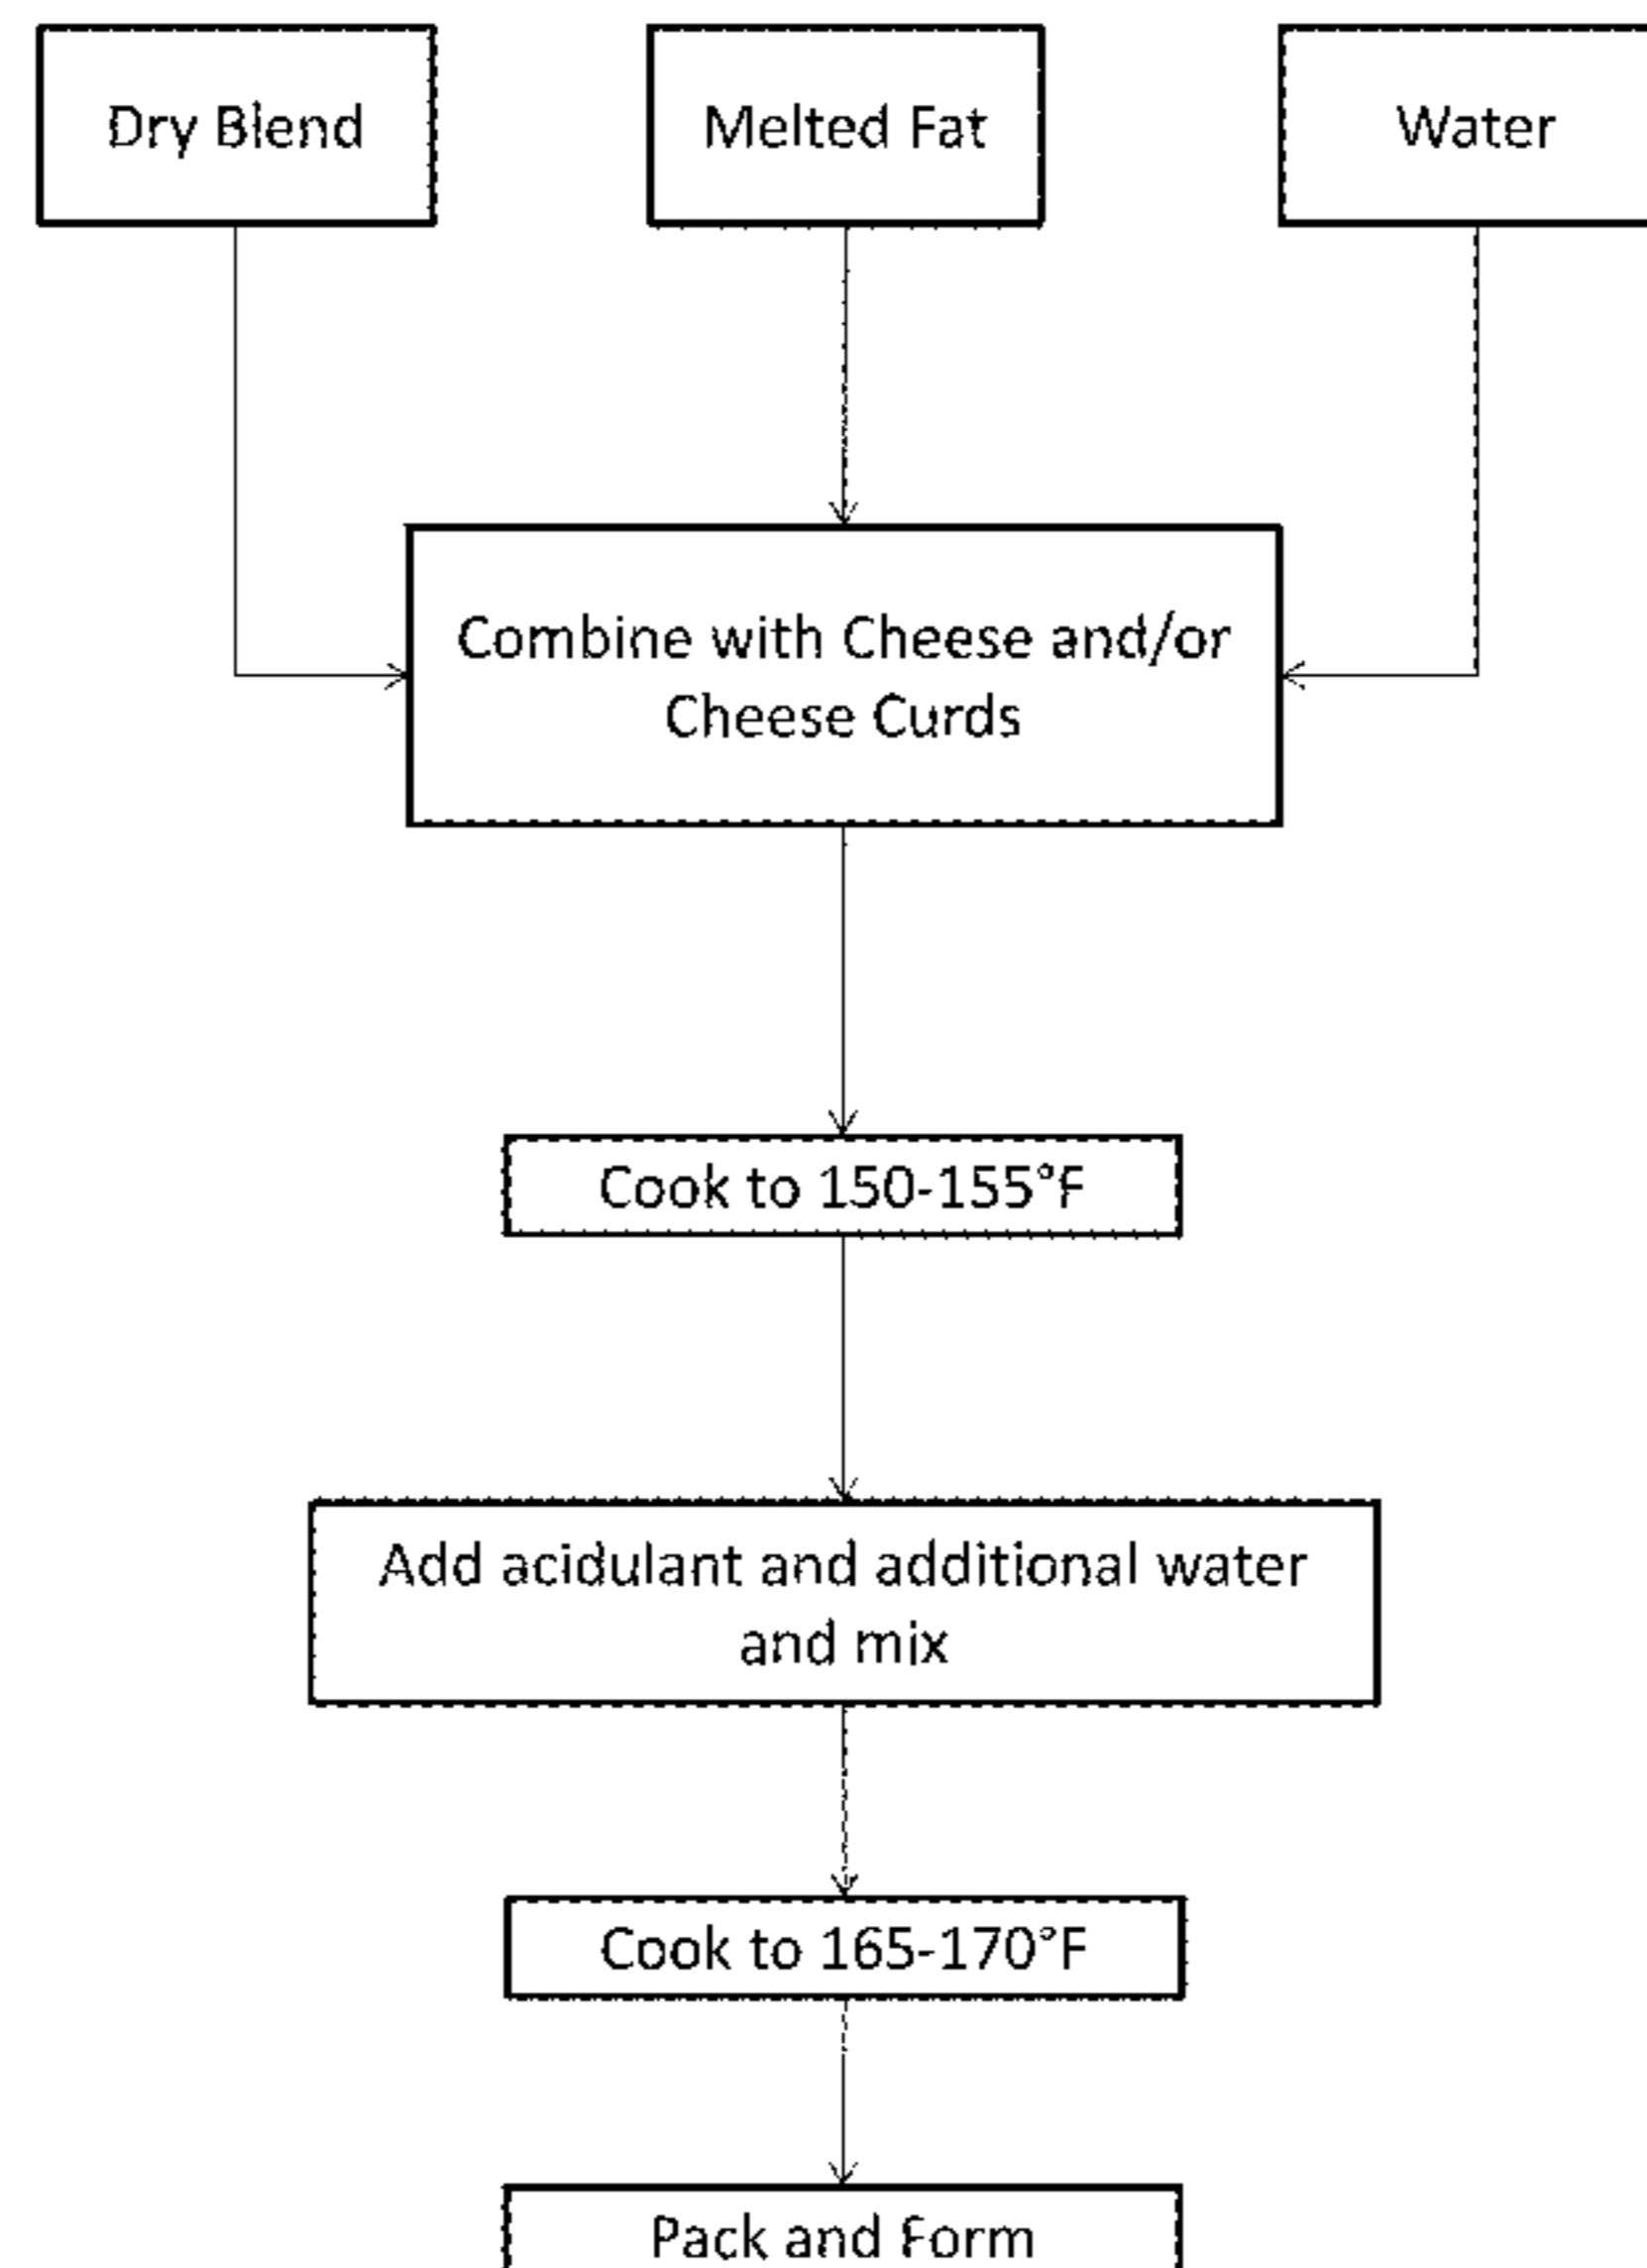 Dry Blend
Melted Fat
Water
Combine with Cheese and/or
Cheese Curds
Cook to 150-155°F
Add acidulant and additional water
and mix
Cook to 165-170°F
Pack and Form